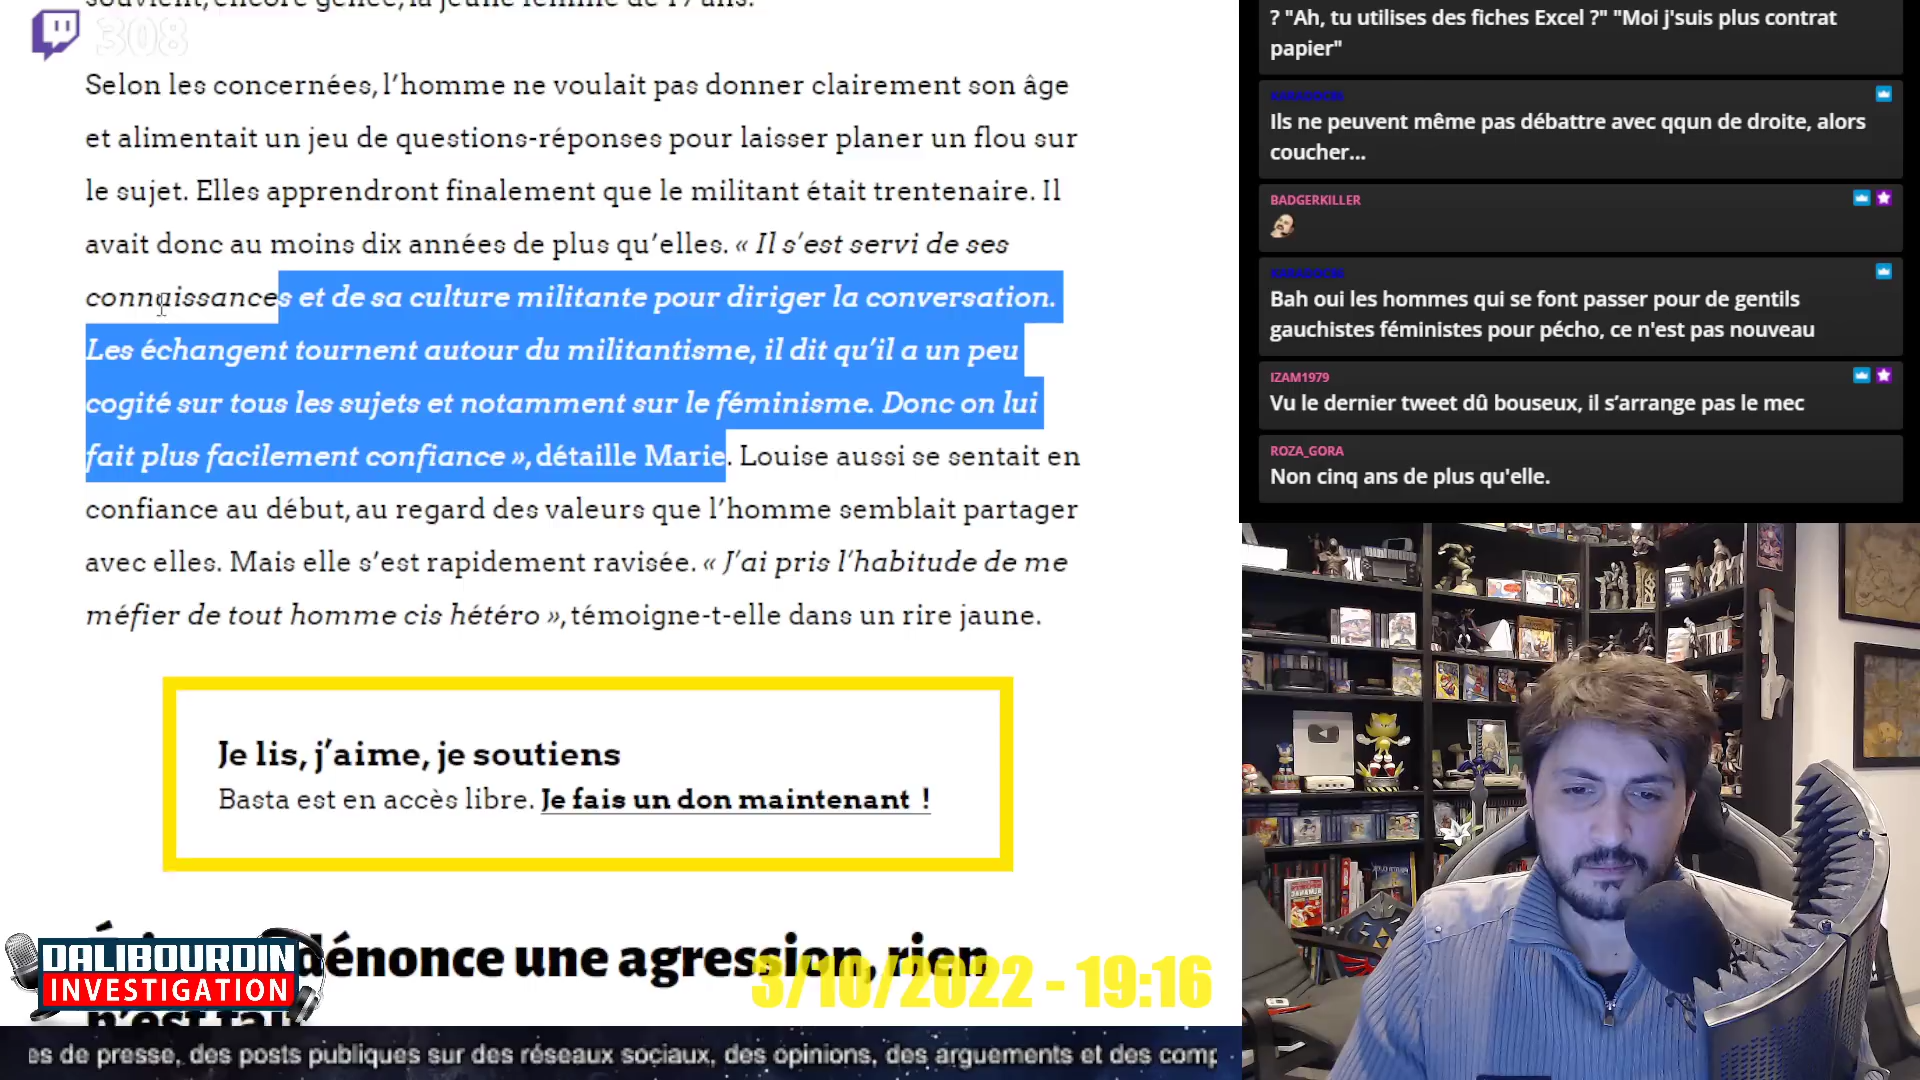 308
Selon les concernées, l’homme ne voulait pas donner clairement son âge
et alimentait un jeu de questions-réponses pour laisser planer un flou sur
le sujet. Elles apprendront finalement que le militant était trentenaire. Il
avait donc au moins dix années de plus qu’elles. « Il s’est servi de ses
connaissances et de sa culture militante pour diriger la conversation.
Les échangent tournent autour du militantisme, il dit qu’il a un peu
cogité sur tous les sujets et notamment sur le féminisme. Donc on lui
fait plus facilement confiance », détaille Marie. Louise aussi se sentait en
confiance au début, au regard des valeurs que l’homme semblait partager
avec elles. Mais elle s’est rapidement ravisée. « J’ai pris l’habitude de me
méfier de tout homme cis hétéro », témoigne-t-elle dans un rire jaune.
Je lis, j’aime, je soutiens
Basta est en accès libre. Je fais un don maintenant !
dénonce une agression, rien
n’est fait
DALIBOURDIN
INVESTIGATION
3/10/2022 - 19:16
es de presse, des posts publiques sur des réseaux sociaux, des opinions, des arguements et des comp
? "Ah, tu utilises des fiches Excel ?" "Moi j'suis plus contrat
papier"
Ils ne peuvent même pas débattre avec qqun de droite, alors
coucher...
BADGERKILLER
Bah oui les hommes qui se font passer pour de gentils
gauchistes féministes pour pécho, ce n'est pas nouveau
IZAM1979
Vu le dernier tweet dû bouseux, il s’arrange pas le mec
ROZA_GORA
Non cinq ans de plus qu'elle.